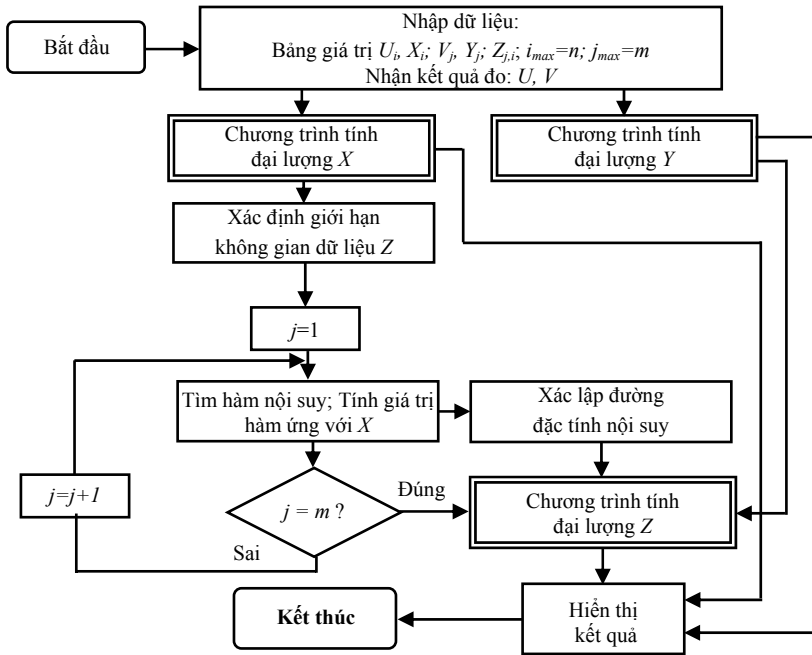 Bắt đầu
Nhập dữ liệu:
Bảng giá trị Uᵢ, Xᵢ; Vⱼ, Yⱼ; Zⱼ,ᵢ; iₘₐₓ=n; jₘₐₓ=m
Nhận kết quả đo: U, V
Chương trình tính
đại lượng X
Chương trình tính
đại lượng Y
Xác định giới hạn
không gian dữ liệu Z
j=1
Tìm hàm nội suy; Tính giá trị
hàm ứng với X
Xác lập đường
đặc tính nội suy
j=j+1
j = m ?
Đúng
Sai
Chương trình tính
đại lượng Z
Hiển thị
kết quả
Kết thúc